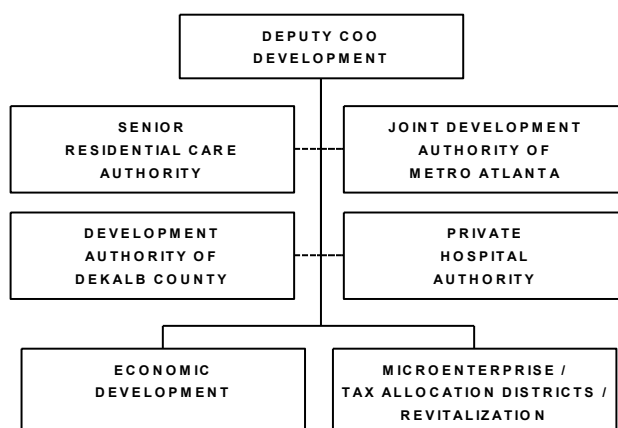 DEPUTY COO
DEVELOPMENT
SENIOR
RESIDENTIAL CARE
AUTHORITY
JOINT DEVELOPMENT
AUTHORITY OF
METRO ATLANTA
DEVELOPMENT
AUTHORITY OF
DEKALB COUNTY
PRIVATE
HOSPITAL
AUTHORITY
ECONOMIC
DEVELOPMENT
MICROENTERPRISE /
TAX ALLOCATION DISTRICTS /
REVITALIZATION